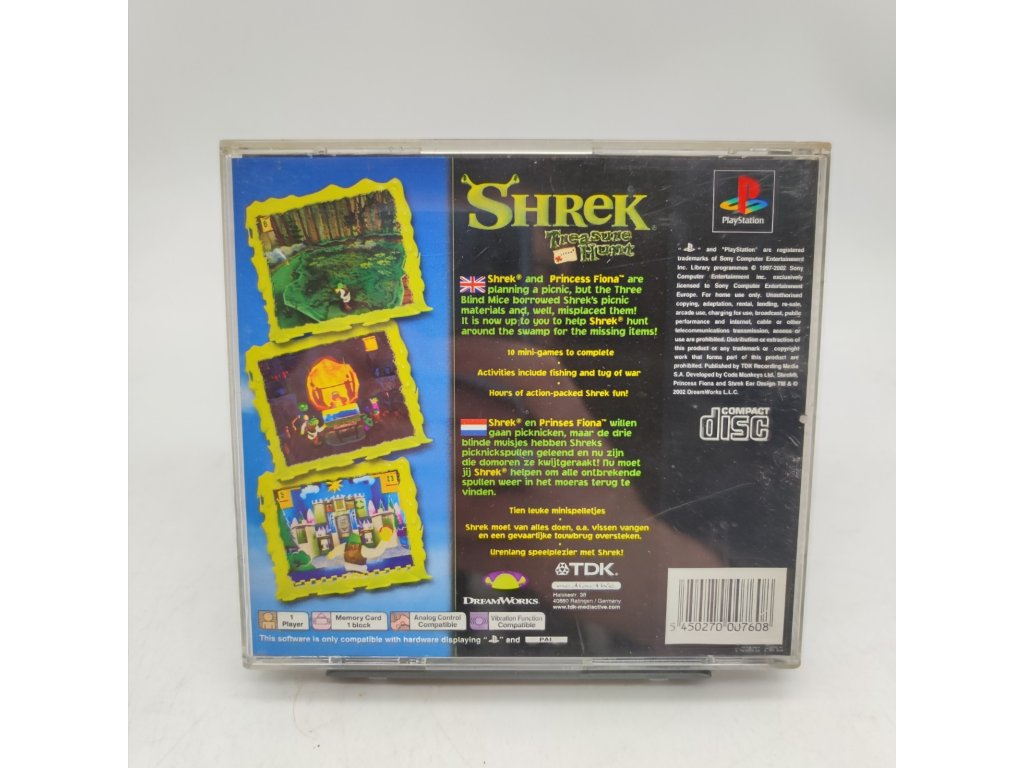 SHREK®
Treasure
Hunt
PlayStation
Shrek® and Princess Fiona™ are
planning a picnic, but the Three
Blind Mice borrowed Shrek's picnic
materials and, well, misplaced them!
It is now up to you to help Shrek® hunt
around the swamp for the missing items!
10 mini-games to complete
Activities include fishing and tug of war
Hours of action-packed Shrek fun!
Shrek® en Prinses Fiona™ willen
gaan picknicken, maar de drie
blinde muisjes hebben Shreks
picknickspullen geleend en nu zijn
die domoren ze kwijtgeraakt! Nu moet
jij Shrek® helpen om alle ontbrekende
spullen weer in het moeras terug te
vinden.
Tien leuke minispelletjes
Shrek moet van alles doen, o.a. vissen vangen
en een gevaarlijke touwbrug oversteken.
Urenlang speelplezier met Shrek!
" " and "PlayStation" are registered
trademarks of Sony Computer Entertainment
Inc. Library programmes © 1997-2002 Sony
Computer Entertainment Inc. exclusively
licensed to Sony Computer Entertainment
Europe. For home use only. Unauthorised
copying, adaptation, rental, lending, re-sale,
arcade use, charging for use, broadcast, public
performance and internet, cable or other
telecommunications transmission, access or
use are prohibited. Distribution or extraction of
this product or any trademark or copyright
work that forms part of this product are
prohibited. Published by TDK Recording Media
S.A. Developed by Code Monkeys Ltd. Shrek®,
Princess Fiona and Shrek Ear Design TM & ©
2002 DreamWorks L.L.C.
COMPACT
disc
DREAMWORKS
TDK
mediactive
Halskestr. 38
40880 Ratingen / Germany
www.tdk-mediactive.com
1
Player
Memory Card
1 block
Analog Control
Compatible
Vibration Function
Compatible
This software is only compatible with hardware displaying " " and PAL
5 450270 007608